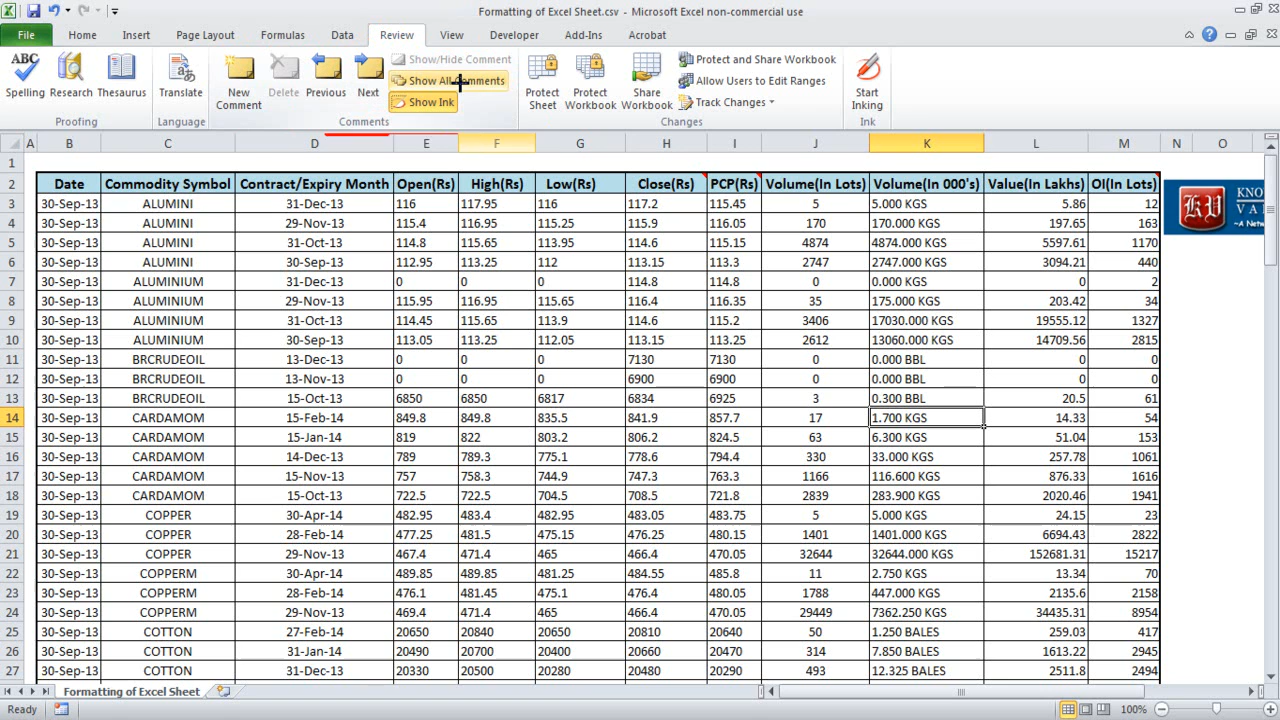 Formatting of Excel Sheet.csv - Microsoft Excel non-commercial use
File Home Insert Page Layout Formulas Data Review View Developer Add-Ins Acrobat
ABC
Spelling Research Thesaurus
Proofing
Translate
Language
New Comment Delete Previous Next
Show/Hide Comment
Show All Comments
Show Ink
Comments
Protect Sheet Protect Workbook Share Workbook
Protect and Share Workbook
Allow Users to Edit Ranges
Track Changes
Changes
Start Inking
Ink
A B C D E F G H I J K L M N O
1
2 Date Commodity Symbol Contract/Expiry Month Open(Rs) High(Rs) Low(Rs) Close(Rs) PCP(Rs) Volume(In Lots) Volume(In 000's) Value(In Lakhs) OI(In Lots)
3 30-Sep-13 ALUMINI 31-Dec-13 116 117.95 116 117.2 115.45 5 5.000 KGS 5.86 12
4 30-Sep-13 ALUMINI 29-Nov-13 115.4 116.95 115.25 115.9 116.05 170 170.000 KGS 197.65 163
5 30-Sep-13 ALUMINI 31-Oct-13 114.8 115.65 113.95 114.6 115.15 4874 4874.000 KGS 5597.61 1170
6 30-Sep-13 ALUMINI 30-Sep-13 112.95 113.25 112 113.15 113.3 2747 2747.000 KGS 3094.21 440
7 30-Sep-13 ALUMINIUM 31-Dec-13 0 0 0 114.8 114.8 0 0.000 KGS 0 2
8 30-Sep-13 ALUMINIUM 29-Nov-13 115.95 116.95 115.65 116.4 116.35 35 175.000 KGS 203.42 34
9 30-Sep-13 ALUMINIUM 31-Oct-13 114.45 115.65 113.9 114.6 115.2 3406 17030.000 KGS 19555.12 1327
10 30-Sep-13 ALUMINIUM 30-Sep-13 113.05 113.25 112.05 113.15 113.25 2612 13060.000 KGS 14709.56 2815
11 30-Sep-13 BRCRUDEOIL 13-Dec-13 0 0 0 7130 7130 0 0.000 BBL 0 0
12 30-Sep-13 BRCRUDEOIL 13-Nov-13 0 0 0 6900 6900 0 0.000 BBL 0 0
13 30-Sep-13 BRCRUDEOIL 15-Oct-13 6850 6850 6817 6834 6925 3 0.300 BBL 20.5 61
14 30-Sep-13 CARDAMOM 15-Feb-14 849.8 849.8 835.5 841.9 857.7 17 1.700 KGS 14.33 54
15 30-Sep-13 CARDAMOM 15-Jan-14 819 822 803.2 806.2 824.5 63 6.300 KGS 51.04 153
16 30-Sep-13 CARDAMOM 14-Dec-13 789 789.3 775.1 778.6 794.4 330 33.000 KGS 257.78 1061
17 30-Sep-13 CARDAMOM 15-Nov-13 757 758.3 744.9 747.3 763.3 1166 116.600 KGS 876.33 1616
18 30-Sep-13 CARDAMOM 15-Oct-13 722.5 722.5 704.5 708.5 721.8 2839 283.900 KGS 2020.46 1941
19 30-Sep-13 COPPER 30-Apr-14 482.95 483.4 482.95 483.05 483.75 5 5.000 KGS 24.15 23
20 30-Sep-13 COPPER 28-Feb-14 477.25 481.5 475.15 476.25 480.15 1401 1401.000 KGS 6694.43 2822
21 30-Sep-13 COPPER 29-Nov-13 467.4 471.4 465 466.4 470.05 32644 32644.000 KGS 152681.31 15217
22 30-Sep-13 COPPERM 30-Apr-14 489.85 489.85 481.25 484.55 485.8 11 2.750 KGS 13.34 70
23 30-Sep-13 COPPERM 28-Feb-14 476.1 481.45 475.1 476.4 480.05 1788 447.000 KGS 2135.6 2158
24 30-Sep-13 COPPERM 29-Nov-13 469.4 471.4 465 466.4 470.05 29449 7362.250 KGS 34435.31 8954
25 30-Sep-13 COTTON 27-Feb-14 20650 20840 20650 20810 20640 50 1.250 BALES 259.03 417
26 30-Sep-13 COTTON 31-Jan-14 20490 20700 20400 20660 20470 314 7.850 BALES 1613.22 2945
27 30-Sep-13 COTTON 31-Dec-13 20330 20500 20280 20480 20290 493 12.325 BALES 2511.8 2494
KV KNO
VA
~A Netw
Formatting of Excel Sheet
Ready 100%